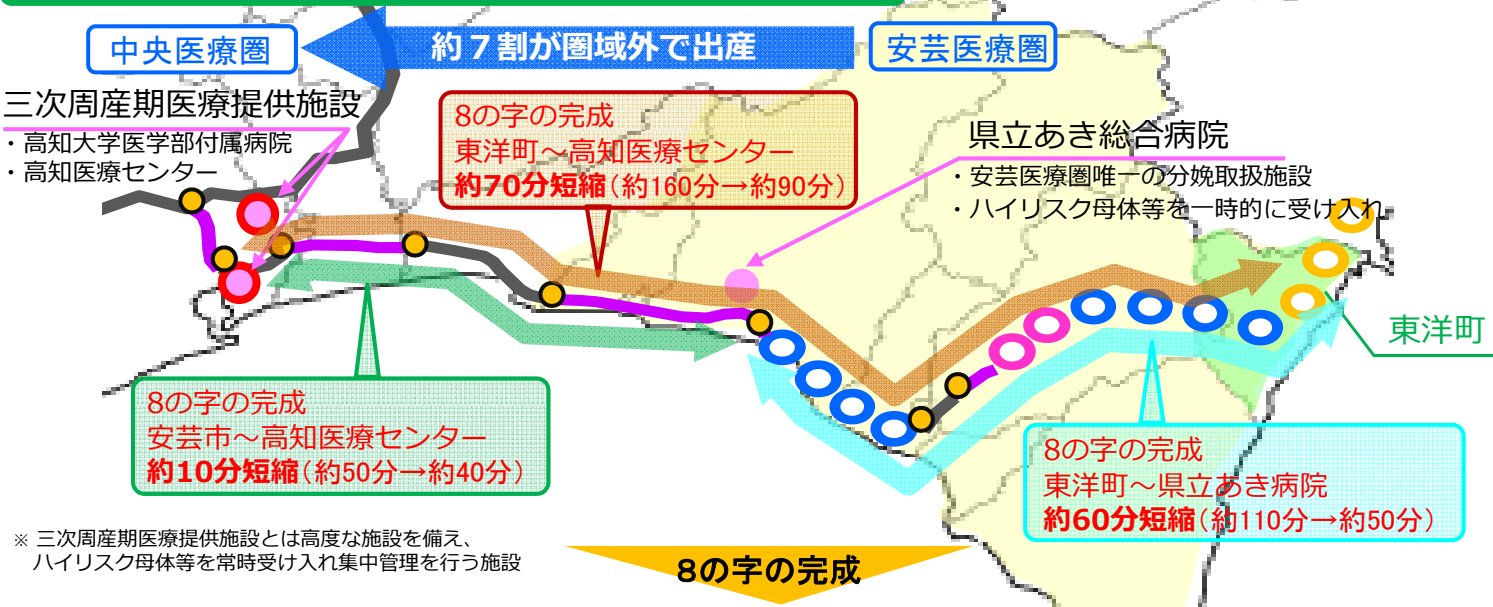 中央医療圏
約7割が圏域外で出産
安芸医療圏
三次周産期医療提供施設
・高知大学医学部付属病院
・高知医療センター
8の字の完成
東洋町～高知医療センター
約70分短縮(約160分→約90分)
県立あき総合病院
・安芸医療圏唯一の分娩取扱施設
・ハイリスク母体等を一時的に受け入れ
東洋町
8の字の完成
安芸市～高知医療センター
約10分短縮(約50分→約40分)
8の字の完成
東洋町～県立あき病院
約60分短縮(約110分→約50分)
※ 三次周産期医療提供施設とは高度な施設を備え、
ハイリスク母体等を常時受け入れ集中管理を行う施設
8の字の完成